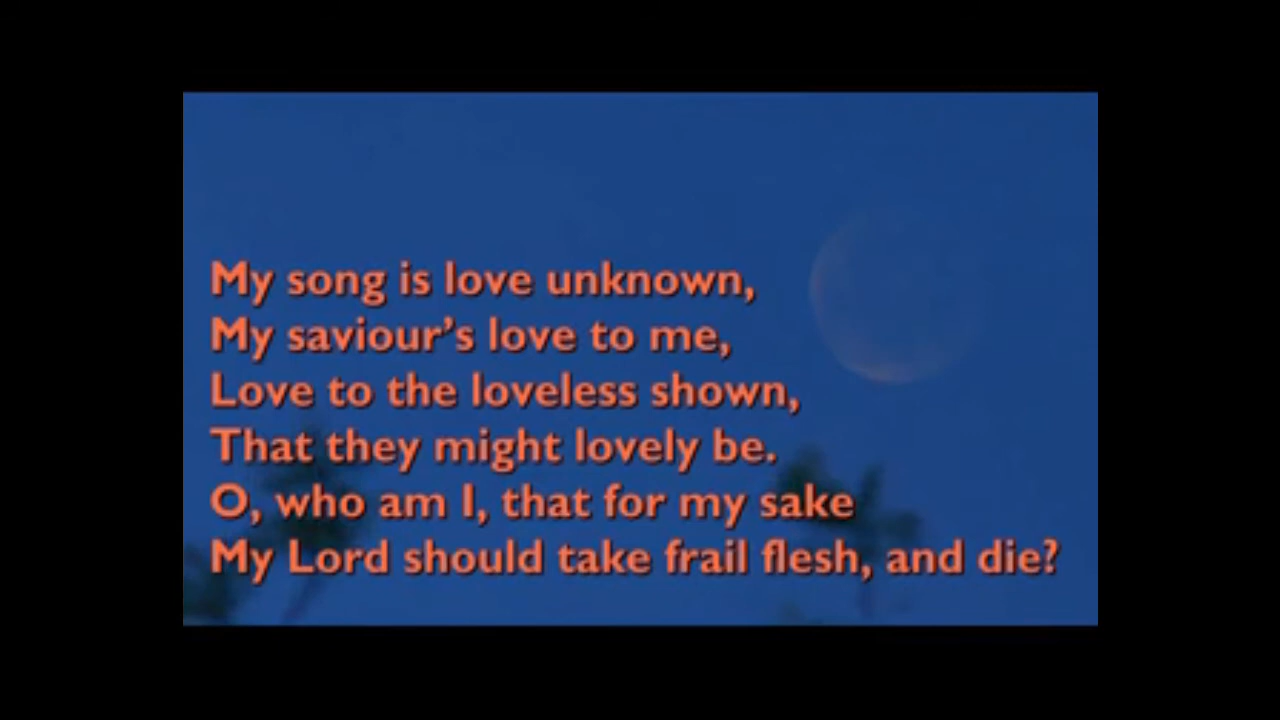 My song is love unknown,
My saviour’s love to me,
Love to the loveless shown,
That they might lovely be.
O, who am I, that for my sake
My Lord should take frail flesh, and die?